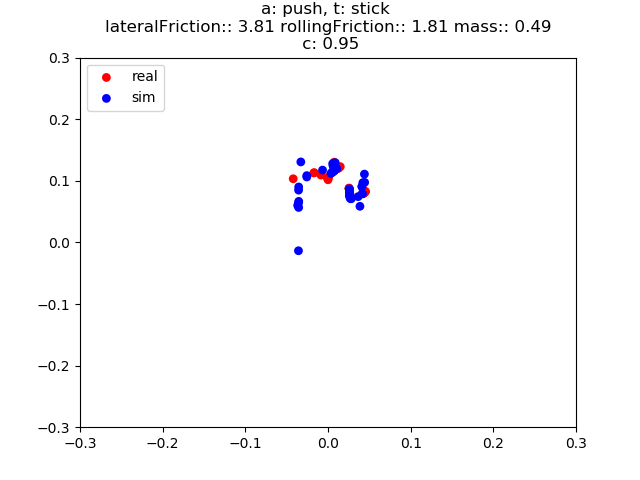 a: push, t: stick
lateralFriction:: 3.81 rollingFriction:: 1.81 mass:: 0.49
c: 0.95
real
sim
0.3
0.2
0.1
0.0
−0.1
−0.2
−0.3
−0.3 −0.2 −0.1 0.0 0.1 0.2 0.3